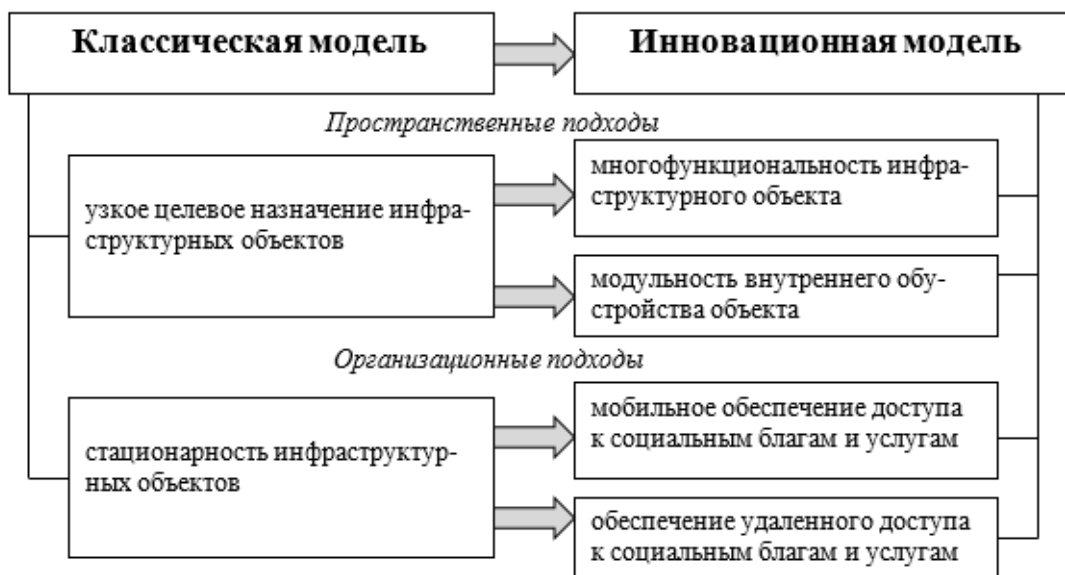 Классическая модель
Инновационная модель
Пространственные подходы
узкое целевое назначение инфра-
структурных объектов
многофункциональность инфра-
структурного объекта
модульность внутреннего обу-
стройства объекта
Организационные подходы
стационарность инфраструктур-
ных объектов
мобильное обеспечение доступа
к социальным благам и услугам
обеспечение удаленного доступа
к социальным благам и услугам